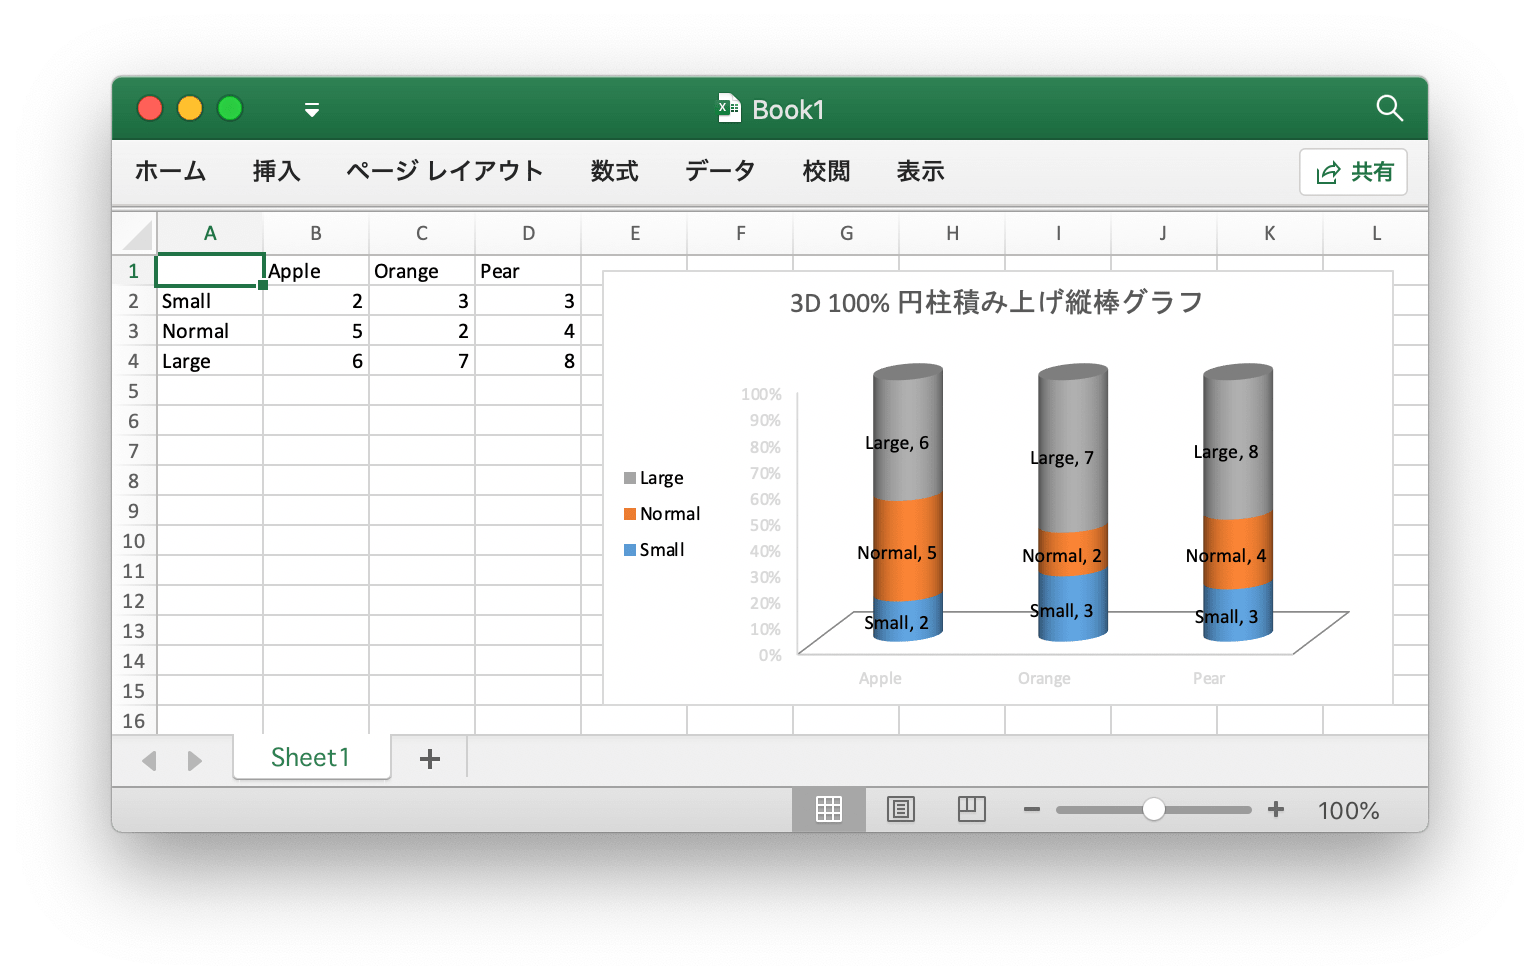 Book1
ホーム 挿入 ページ レイアウト 数式 データ 校閲 表示 共有
A B C D E F G H I J K L
1 Apple Orange Pear
2 Small 2 3 3
3 Normal 5 2 4
4 Large 6 7 8
5
6
7
8
9
10
11
12
13
14
15
16
3D 100% 円柱積み上げ縦棒グラフ
Large
Normal
Small
100%
90%
80%
70%
60%
50%
40%
30%
20%
10%
0%
Large, 6 Large, 7 Large, 8
Normal, 5 Normal, 2 Normal, 4
Small, 2 Small, 3 Small, 3
Apple Orange Pear
Sheet1 +
100%